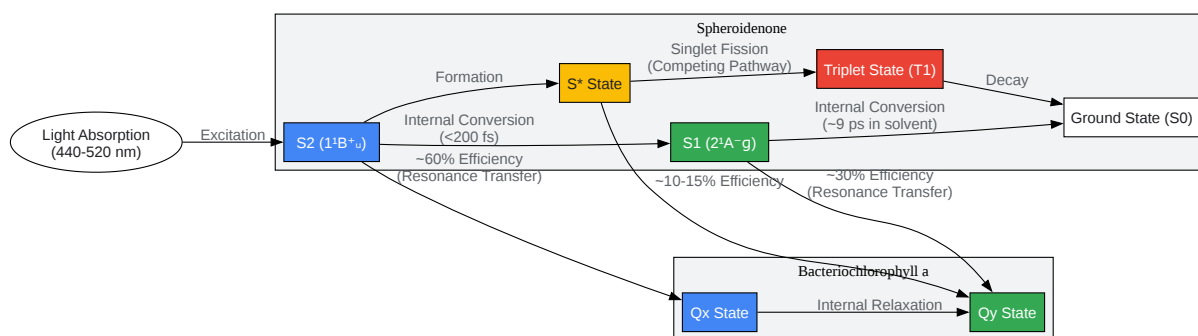 Spheroidenone
Light Absorption
(440-520 nm)
Excitation
S2 (1¹B⁺ᵤ)
Formation
S* State
Singlet Fission
(Competing Pathway)
Triplet State (T1)
Decay
Ground State (S0)
Internal Conversion
(<200 fs)
S1 (2¹A⁻g)
Internal Conversion
(~9 ps in solvent)
~60% Efficiency
(Resonance Transfer)
~10-15% Efficiency
~30% Efficiency
(Resonance Transfer)
Bacteriochlorophyll a
Qx State
Internal Relaxation
Qy State